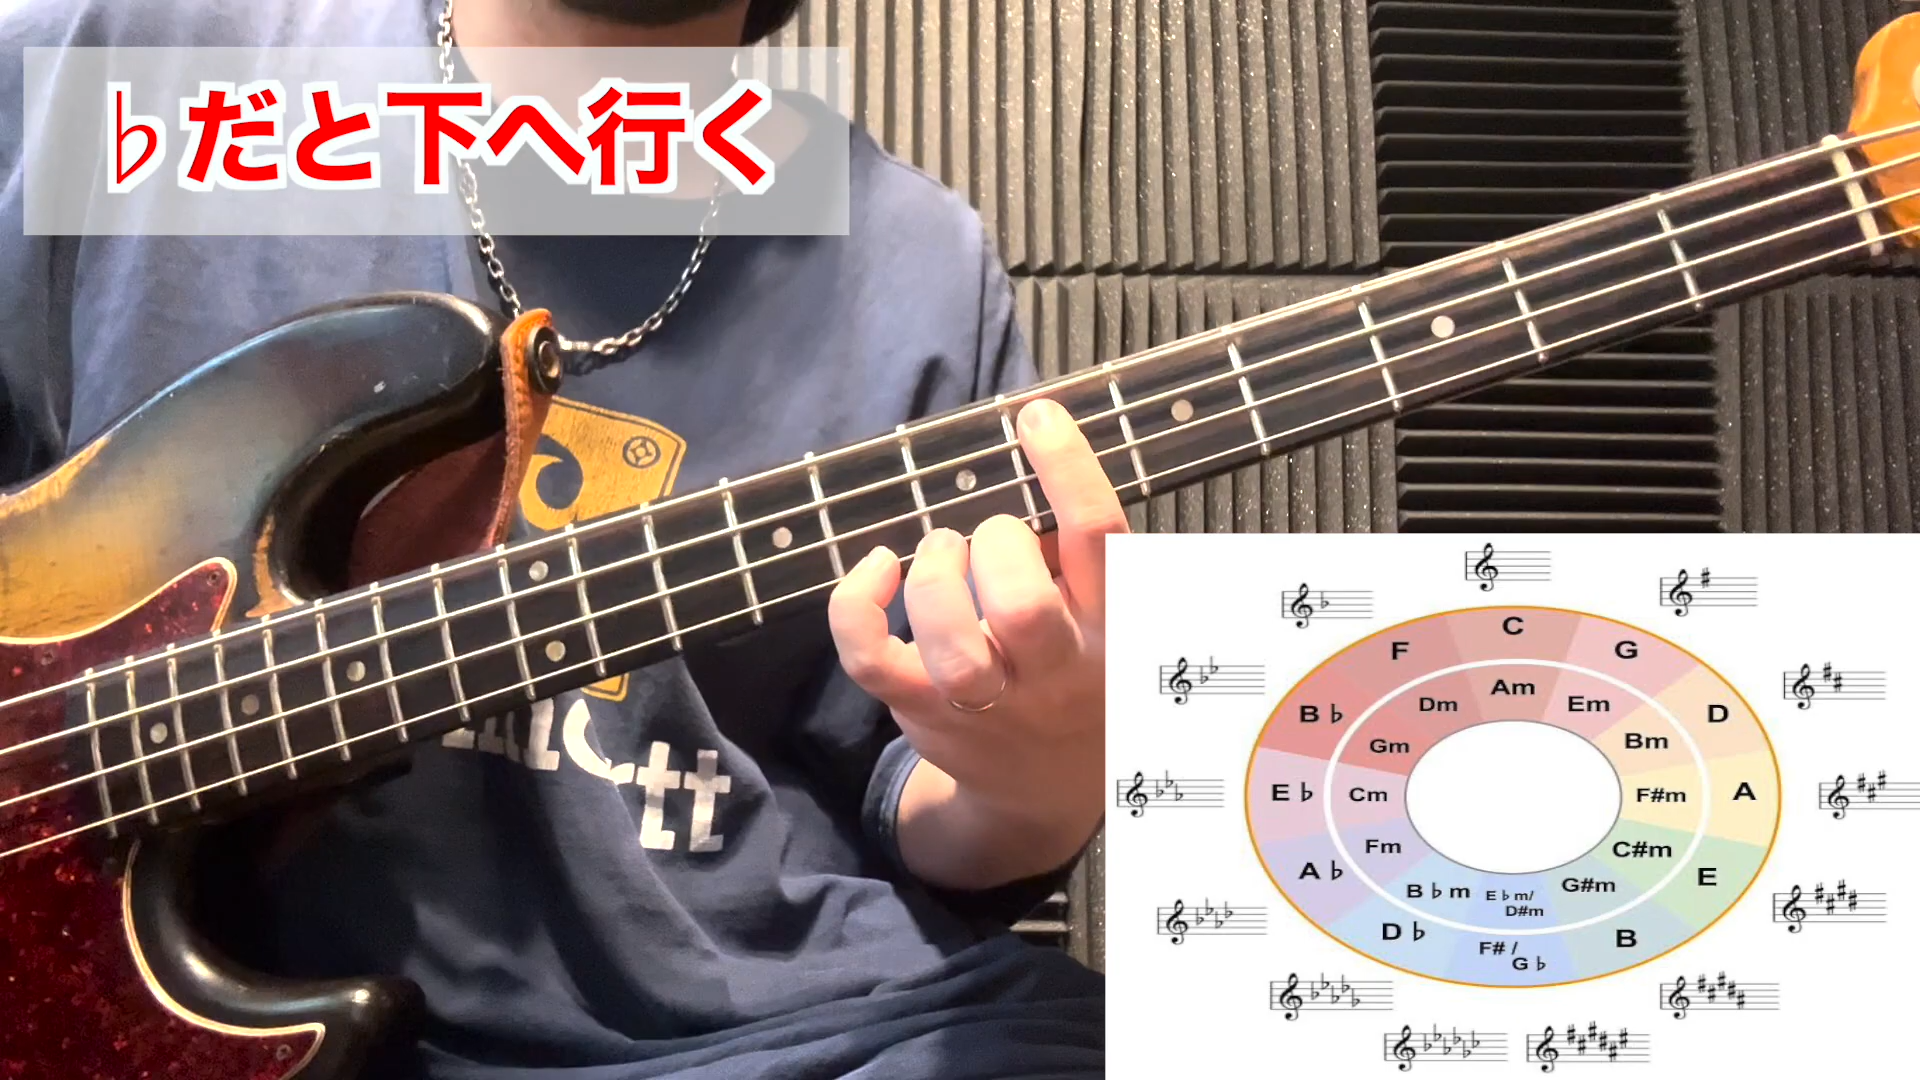 ♭だと下へ行く
C
F
G
B♭
D
E♭
A
A♭
E
D♭
B
F# /
G♭
Am
Dm
Em
Gm
Bm
Cm
F#m
Fm
C#m
B♭m
G#m
E♭m/
D#m